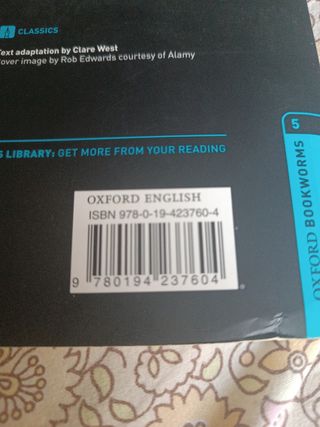 CLASSICS
Text adaptation by Clare West
Cover image by Rob Edwards courtesy of Alamy
S LIBRARY: GET MORE FROM YOUR READING
OXFORD ENGLISH
ISBN 978-0-19-423760-4
9 780194 237604
5
OXFORD BOOKWORMS